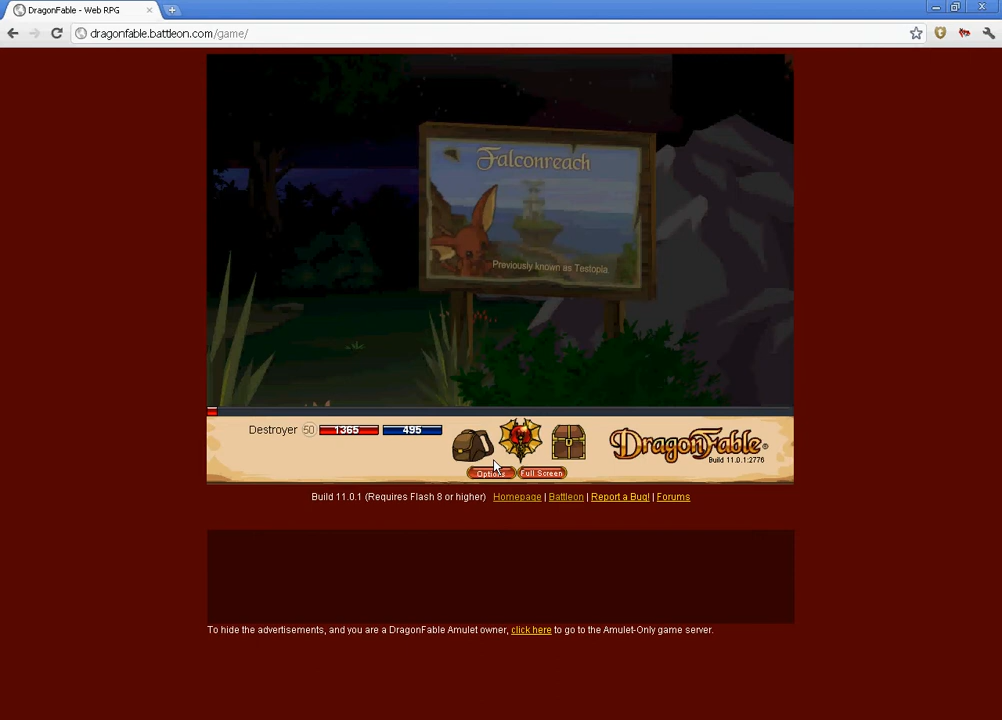 DragonFable - Web RPG
dragonfable.battleon.com/game/
Falconreach
Previously known as Testopia.
Destroyer 50 1365 495
DragonFable
Build 11.0.1:2776
Options Full Screen
Build 11.0.1 (Requires Flash 8 or higher) Homepage | Battleon | Report a Bug! | Forums
To hide the advertisements, and you are a DragonFable Amulet owner, click here to go to the Amulet-Only game server.